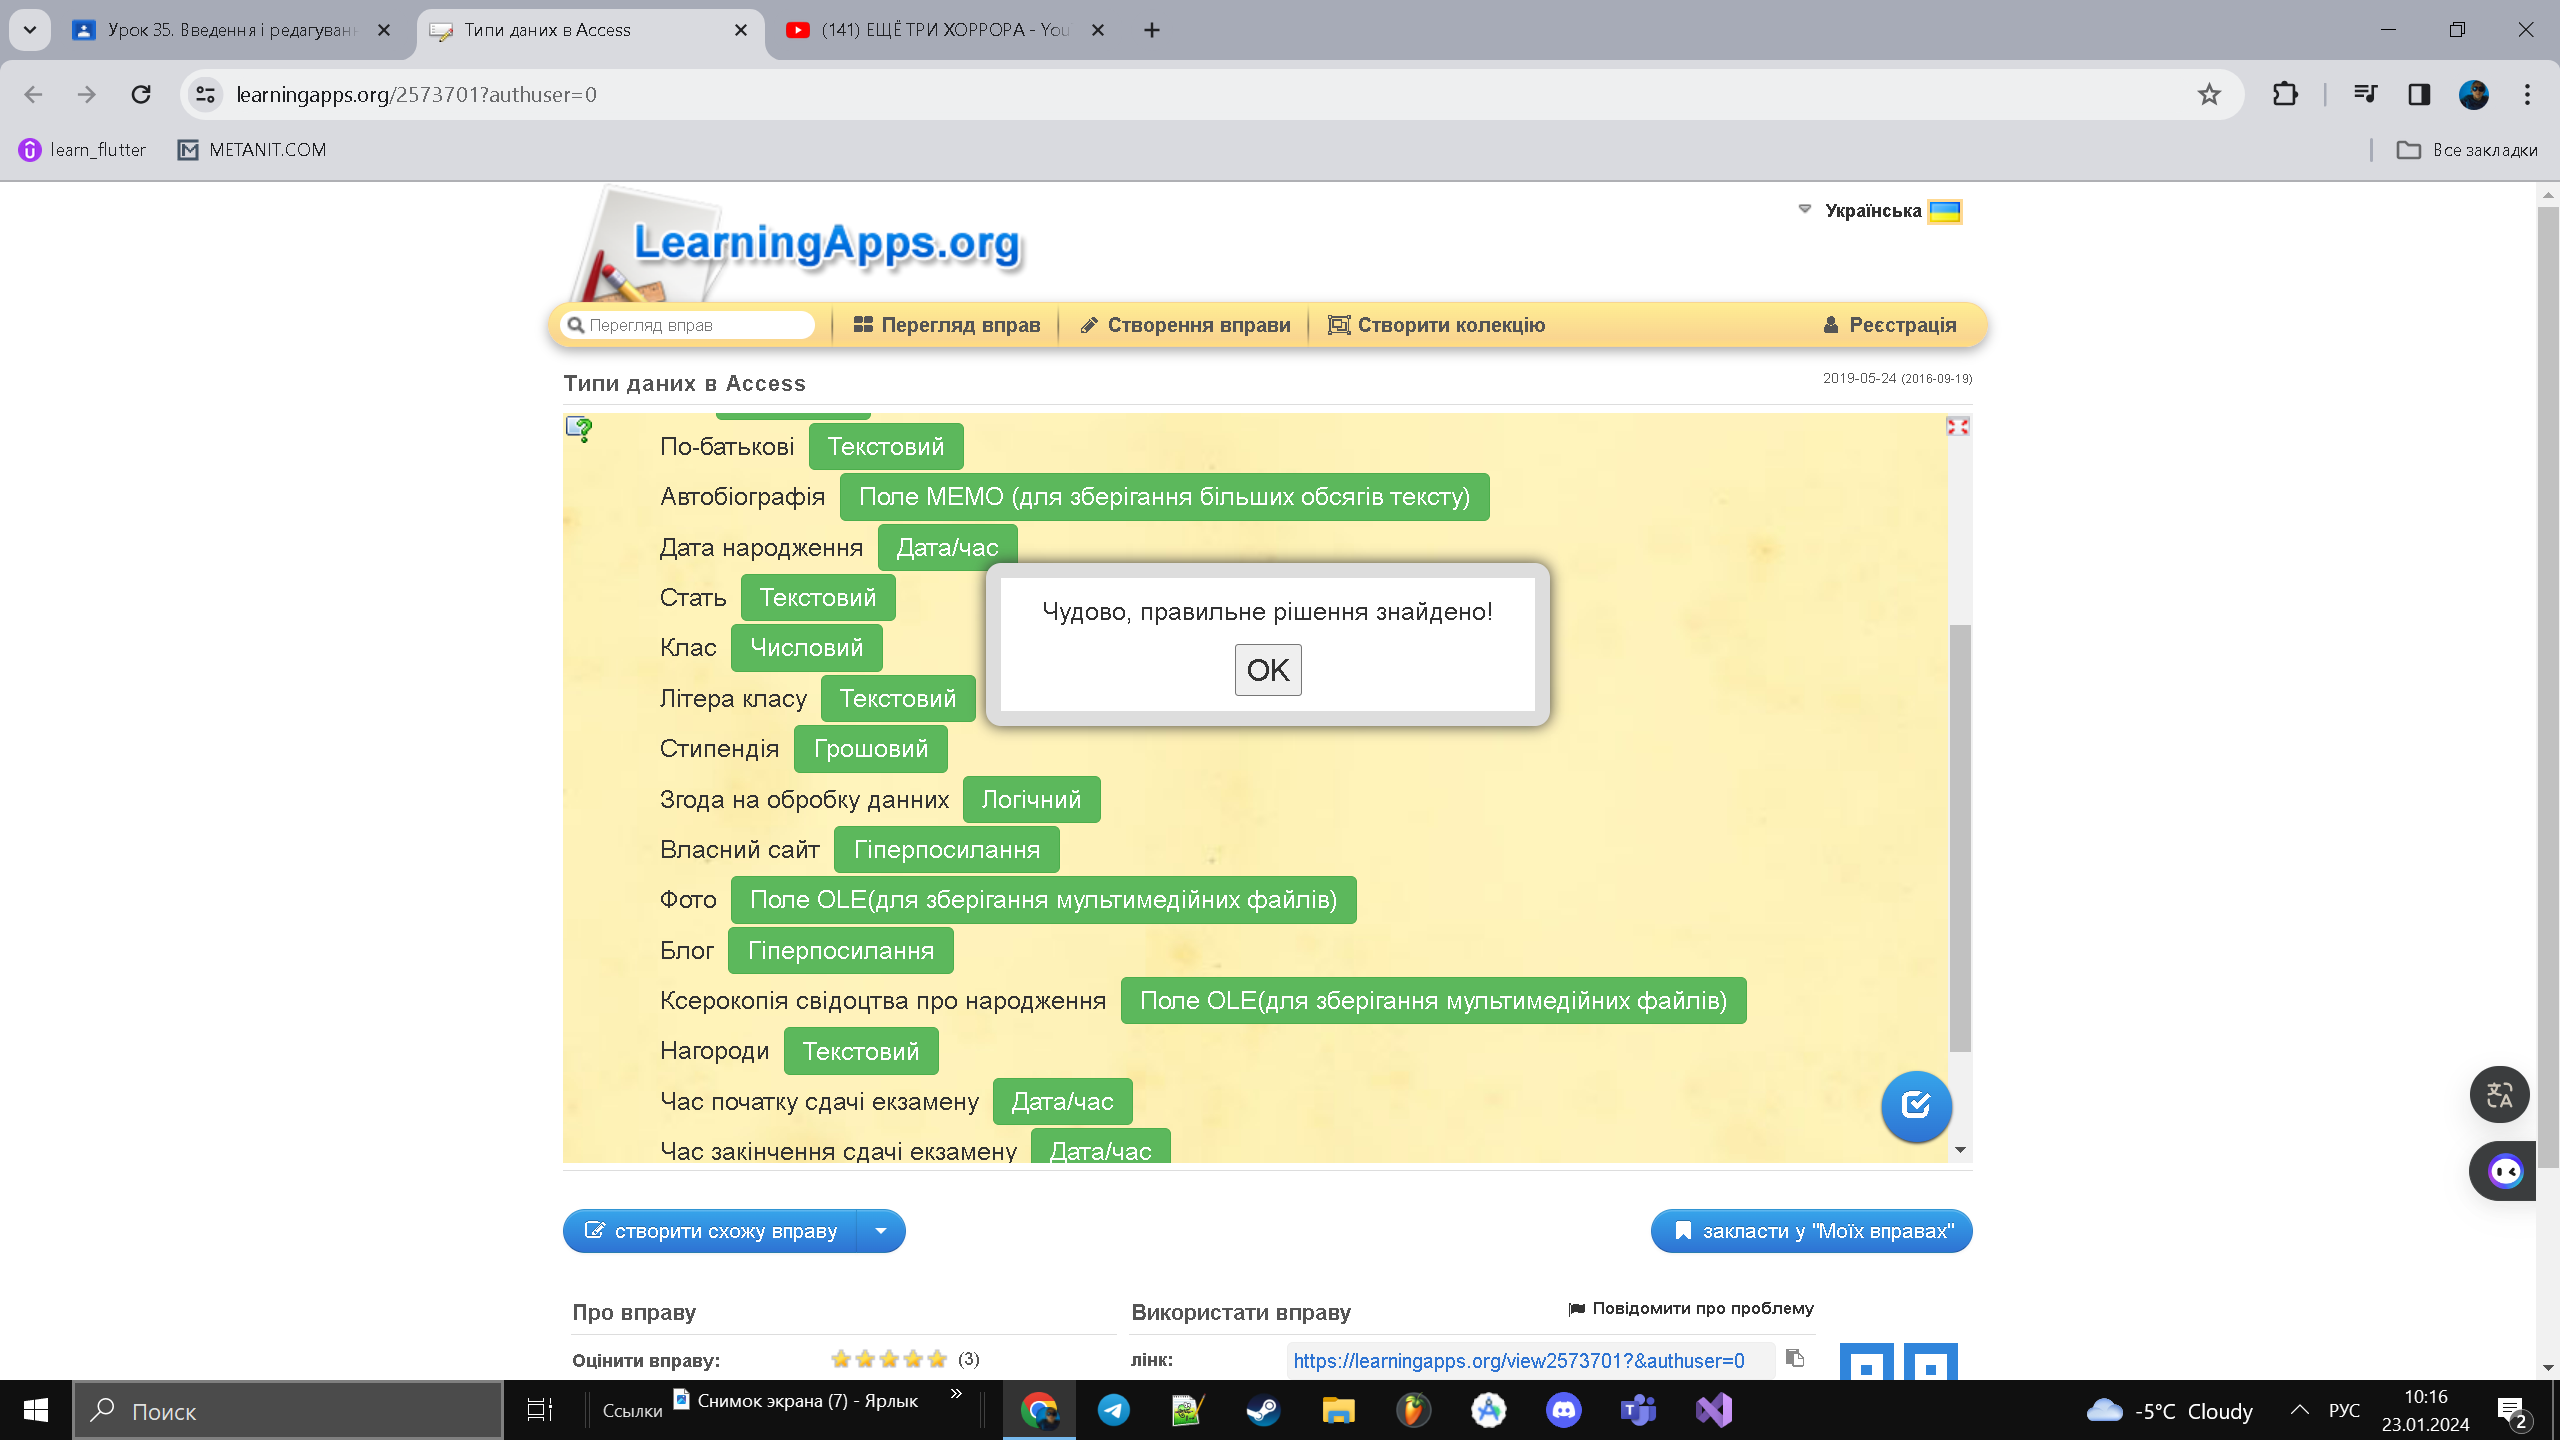 Урок 35. Введення і редагуван
Типи даних в Access
(141) ЕЩЁ ТРИ ХОРРОРА - You
learningapps.org/2573701?authuser=0
learn_flutter
METANIT.COM
Все закладки
LearningApps.org
Українська
Перегляд вправ
Перегляд вправ
Створення вправи
Створити колекцію
Реєстрація
Типи даних в Access
2019-05-24 (2016-09-19)
По-батькові Текстовий
Автобіографія Поле МЕМО (для зберігання більших обсягів тексту)
Дата народження Дата/час
Стать Текстовий
Клас Числовий
Літера класу Текстовий
Стипендія Грошовий
Згода на обробку данних Логічний
Власний сайт Гіперпосилання
Фото Поле OLE(для зберігання мультимедійних файлів)
Блог Гіперпосилання
Ксерокопія свідоцтва про народження Поле OLE(для зберігання мультимедійних файлів)
Нагороди Текстовий
Час початку сдачі екзамену Дата/час
Час закінчення сдачі екзамену Дата/час
Чудово, правильне рішення знайдено!
OK
створити схожу вправу
закласти у "Моїх вправах"
Про вправу
Використати вправу
Повідомити про проблему
Оцінити вправу: (3)
лінк: https://learningapps.org/view2573701?&authuser=0
Поиск
Ссылки
Снимок экрана (7) - Ярлык
-5°C Cloudy
РУС
10:16
23.01.2024
2